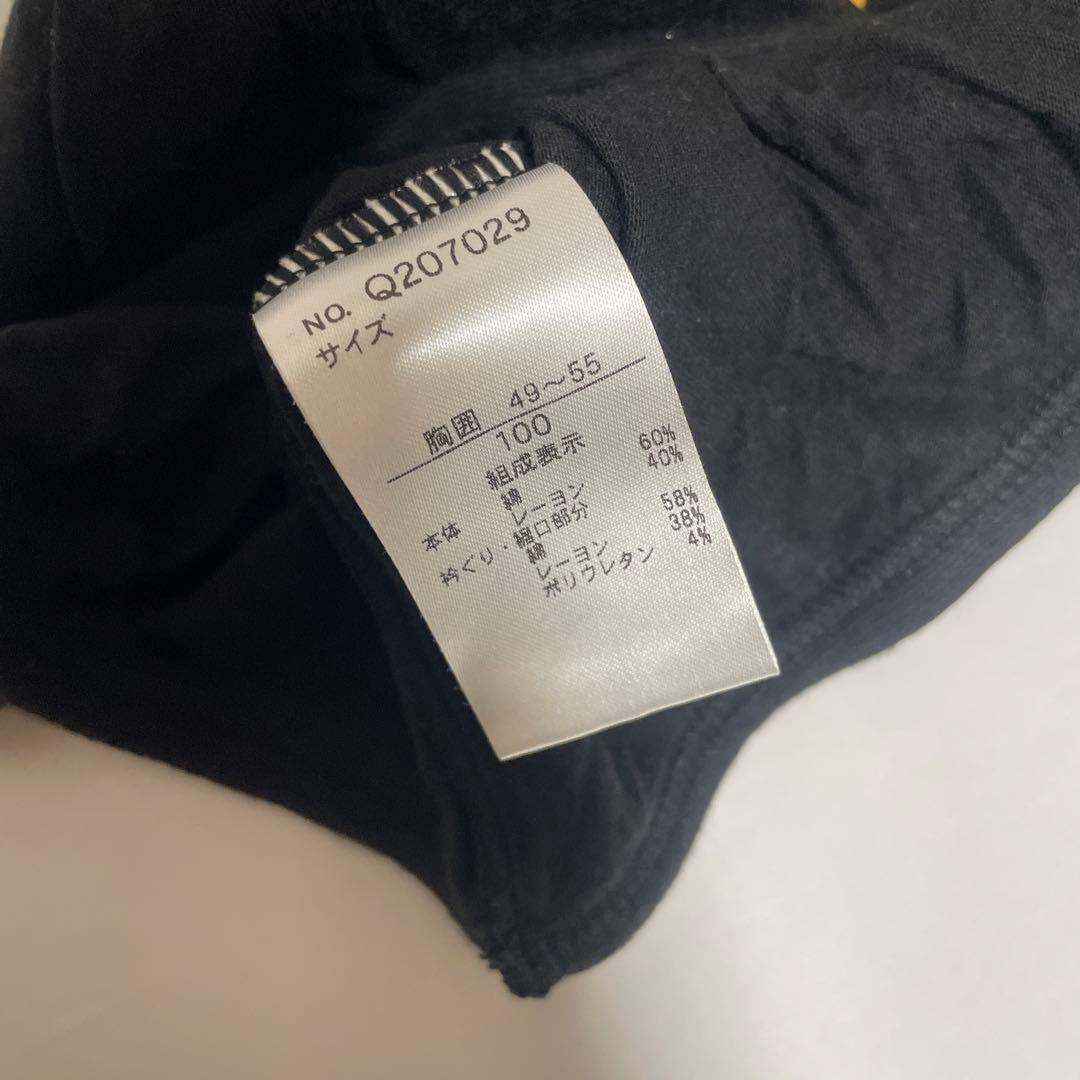 NO. Q207029
サイズ
胸囲 49～55
100
組成表示
本体 綿 60%
レーヨン 40%
衿ぐり・裾口部分
綿 58%
レーヨン 38%
ポリウレタン 4%